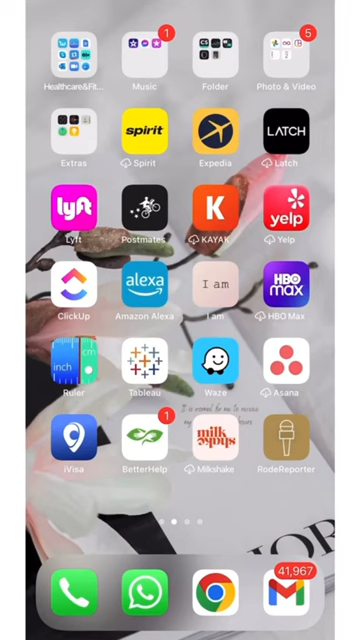 1
5
Healthcare&Fit...
Music
Folder
Photo & Video
spirit
LATCH
Extras
Spirit
Expedia
Latch
lyft
K
yelp
Lyft
Postmates
KAYAK
Yelp
alexa
I am
HBO
max
ClickUp
Amazon Alexa
I am
HBO Max
inch
cm
Ruler
Tableau
Waze
Asana
1
milk
shake
iVisa
BetterHelp
Milkshake
RodeReporter
41,967